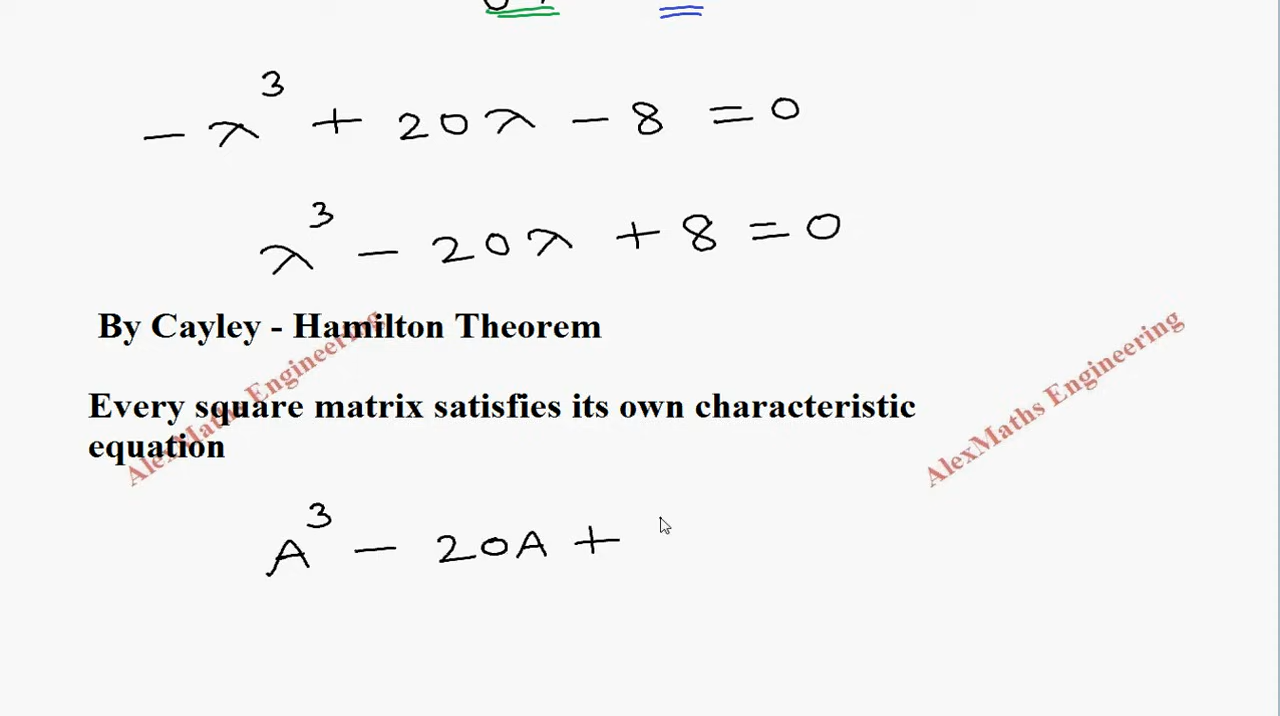 − λ³ + 20λ − 8 = 0
λ³ − 20λ + 8 = 0
By Cayley - Hamilton Theorem
Every square matrix satisfies its own characteristic
equation
AlexMaths Engineering
AlexMaths Engineering
A³ − 20A +